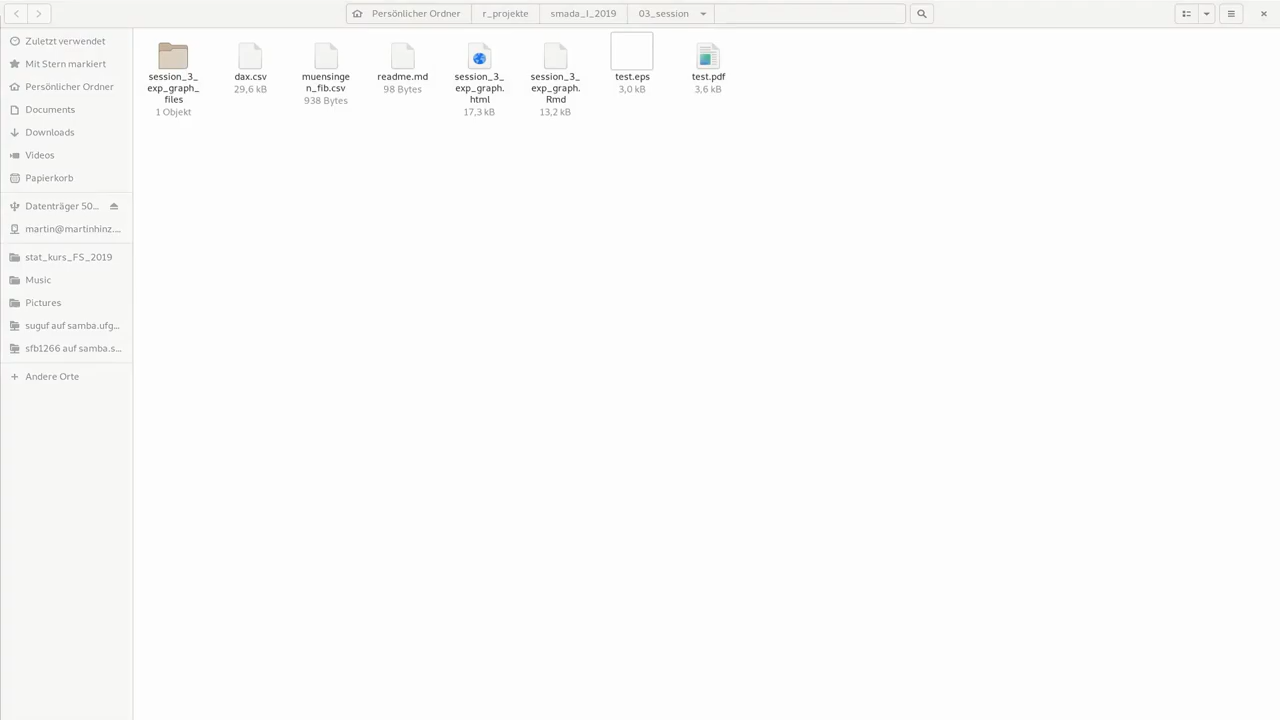 Persönlicher Ordner
r_projekte
smada_I_2019
03_session
Zuletzt verwendet
Mit Stern markiert
Persönlicher Ordner
Documents
Downloads
Videos
Papierkorb
Datenträger 50…
martin@martinhinz.…
stat_kurs_FS_2019
Music
Pictures
suguf auf samba.ufg…
sfb1266 auf samba.s…
Andere Orte
session_3_
exp_graph_
files
1 Objekt
dax.csv
29,6 kB
muensinge
n_fib.csv
938 Bytes
readme.md
98 Bytes
session_3_
exp_graph.
html
17,3 kB
session_3_
exp_graph.
Rmd
13,2 kB
test.eps
3,0 kB
test.pdf
3,6 kB